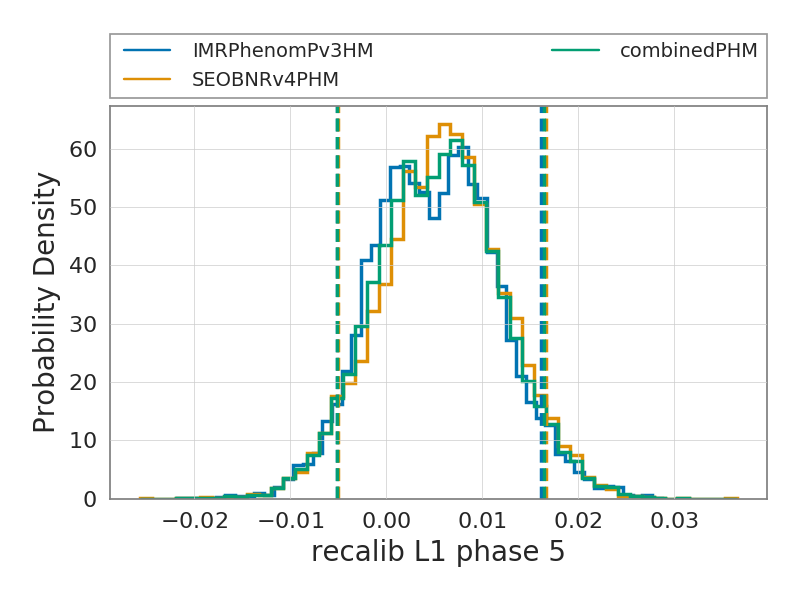 IMRPhenomPv3HM
SEOBNRv4PHM
combinedPHM
Probability Density
60
50
40
30
20
10
0
−0.02 −0.01 0.00 0.01 0.02 0.03
recalib L1 phase 5